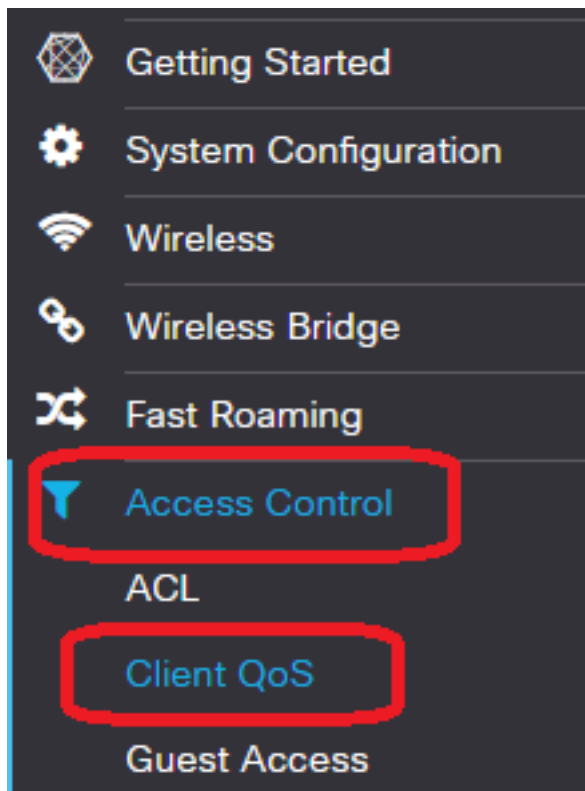 Getting Started
System Configuration
Wireless
Wireless Bridge
Fast Roaming
Access Control
ACL
Client QoS
Guest Access